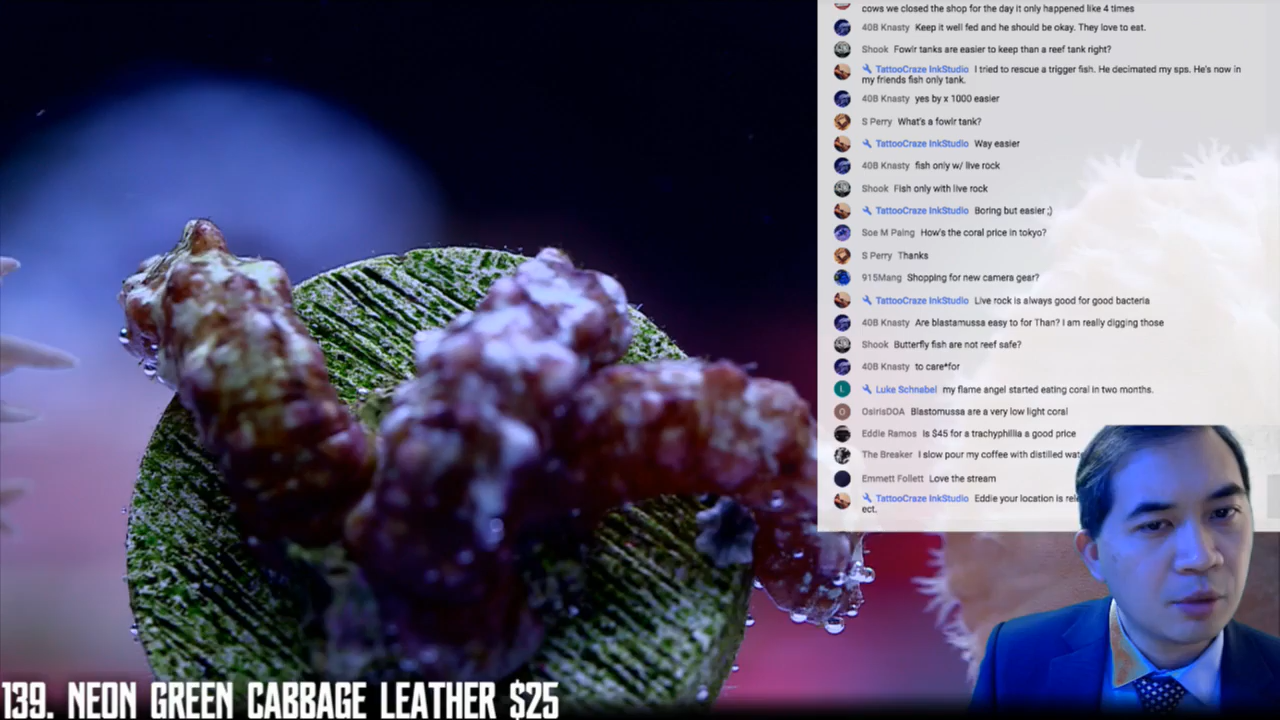 cows we closed the shop for the day it only happened like 4 times
40B Knasty Keep it well fed and he should be okay. They love to eat.
Shook Fowlr tanks are easier to keep than a reef tank right?
TattooCraze InkStudio I tried to rescue a trigger fish. He decimated my sps. He's now in
my friends fish only tank.
40B Knasty yes by x 1000 easier
S Perry What's a fowlr tank?
TattooCraze InkStudio Way easier
40B Knasty fish only w/ live rock
Shook Fish only with live rock
TattooCraze InkStudio Boring but easier ;)
Soe M Paing How's the coral price in tokyo?
S Perry Thanks
915Mang Shopping for new camera gear?
TattooCraze InkStudio Live rock is always good for good bacteria
40B Knasty Are blastamussa easy to for Than? I am really digging those
Shook Butterfly fish are not reef safe?
40B Knasty to care*for
L Luke Schnabel my flame angel started eating coral in two months.
O OsirisDOA Blastomussa are a very low light coral
Eddie Ramos Is $45 for a trachyphillia a good price
The Breaker I slow pour my coffee with distilled
Emmett Follett Love the stream
TattooCraze InkStudio Eddie your location is
ect.
139. NEON GREEN CABBAGE LEATHER $25